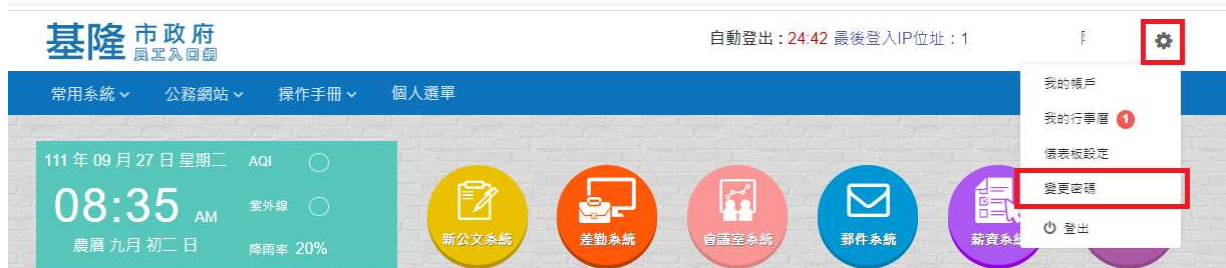 基隆 市政府
員工入口網
自動登出：24:42 最後登入IP位址：1
常用系統 公務網站 操作手冊 個人選單
我的帳戶
我的行事曆 1
儀表板設定
變更密碼
登出
111 年 09 月 27 日 星期二 AQI
08:35 AM
紫外線
農曆 九月 初二 日
降雨率 20%
新公文系統
差勤系統
會議室系統
郵件系統
薪資系